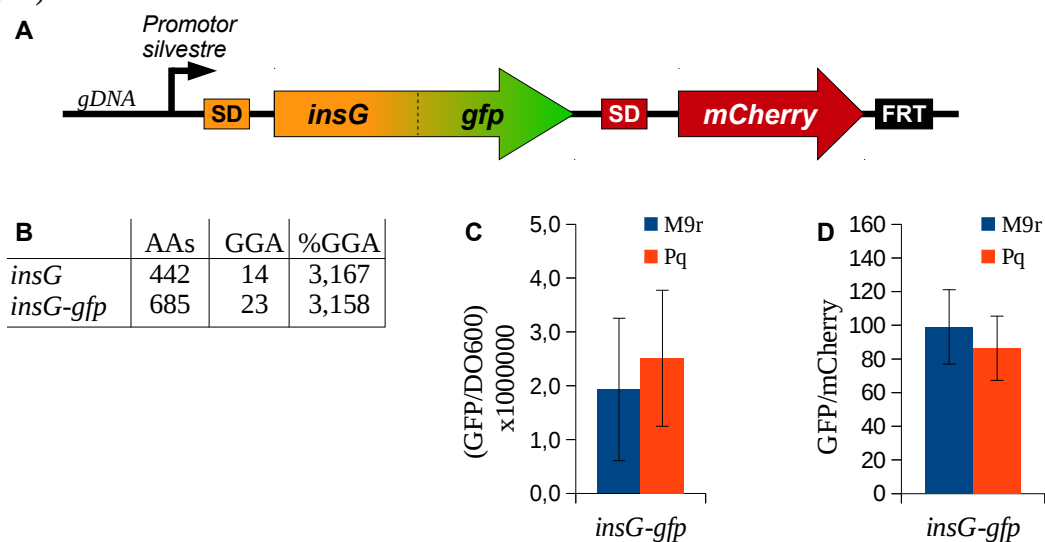 A
Promotor
silvestre
gDNA
SD
insG
gfp
SD
mCherry
FRT
B
AAs GGA %GGA
insG 442 14 3,167
insG-gfp 685 23 3,158
C
M9r
Pq
(GFP/DO600)
x1000000
5,0
4,0
3,0
2,0
1,0
0,0
insG-gfp
D
M9r
Pq
GFP/mCherry
160
140
120
100
80
60
40
20
0
insG-gfp